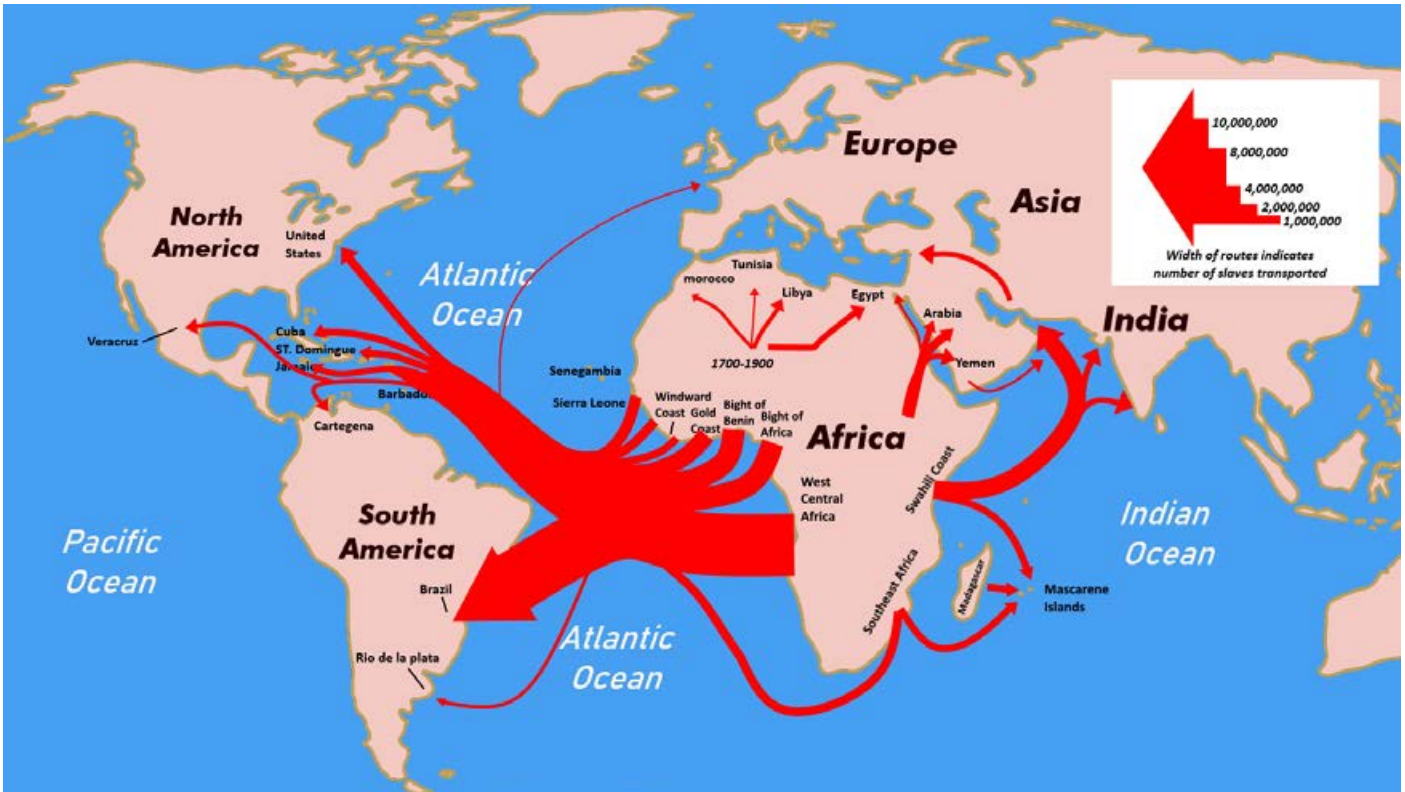 North
America
United
States
Atlantic
Ocean
Veracruz
Cuba
ST. Domingue
Jamaica
Barbados
Cartegena
South
America
Brazil
Rio de la plata
Pacific
Ocean
Atlantic
Ocean
Europe
Asia
India
Tunisia
morocco
Libya
Egypt
1700-1900
Arabia
Yemen
Senegambia
Sierra Leone
Windward
Coast
Gold
Coast
Bight of
Benin
Bight of
Africa
Africa
West
Central
Africa
Swahili Coast
Southeast Africa
Madagascar
Mascarene
Islands
Indian
Ocean
10,000,000
8,000,000
4,000,000
2,000,000
1,000,000
Width of routes indicates
number of slaves transported